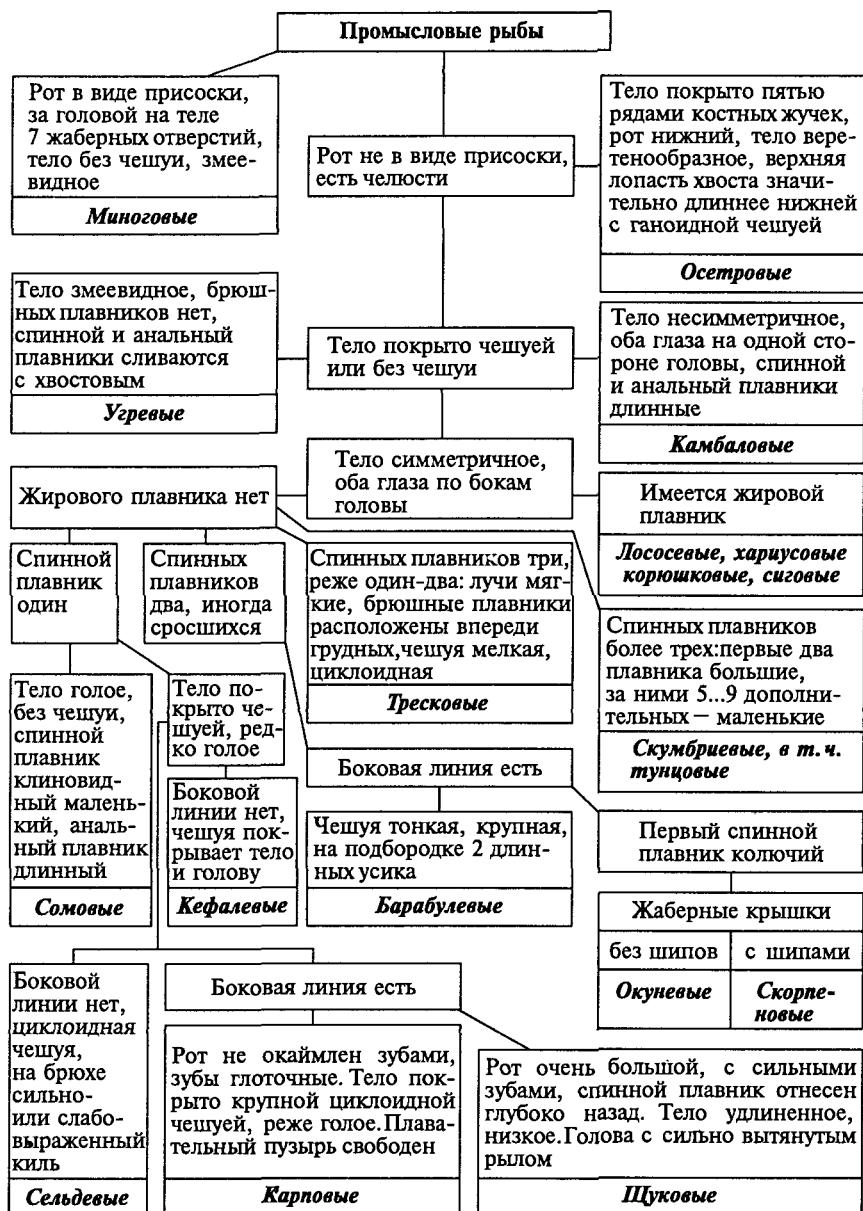 Промысловые рыбы
Рот в виде присоски,
за головой на теле
7 жаберных отверстий,
тело без чешуи, змее-
видное
Миноговые
Рот не в виде присоски,
есть челюсти
Тело покрыто пятью
рядами костных жучек,
рот нижний, тело вере-
тенообразное, верхняя
лопасть хвоста значи-
тельно длиннее нижней
с ганоидной чешуей
Осетровые
Тело змеевидное, брюш-
ных плавников нет,
спинной и анальный
плавники сливаются
с хвостовым
Угревые
Тело покрыто чешуей
или без чешуи
Тело несимметричное,
оба глаза на одной сто-
роне головы, спинной
и анальный плавники
длинные
Камбаловые
Тело симметричное,
оба глаза по бокам
головы
Жирового плавника нет
Имеется жировой
плавник
Лососевые, хариусовые
корюшковые, сиговые
Спинной
плавник
один
Спинных
плавников
два, иногда
сросшихся
Спинных плавников три,
реже один-два: лучи мяг-
кие, брюшные плавники
расположены впереди
грудных,чешуя мелкая,
циклоидная
Тресковые
Спинных плавников
более трех:первые два
плавника большие,
за ними 5...9 дополни-
тельных — маленькие
Скумбриевые, в т. ч.
тунцовые
Тело голое,
без чешуи,
спинной
плавник
клиновид-
ный малень-
кий, аналь-
ный плавник
длинный
Сомовые
Тело по-
крыто че-
шуей, ред-
ко голое
Боковой
линии нет,
чешуя пок-
рывает тело
и голову
Кефалевые
Боковая линия есть
Чешуя тонкая, крупная,
на подбородке 2 длин-
ных усика
Барабулевые
Первый спинной
плавник колючий
Жаберные крышки
без шипов
с шипами
Окуневые
Скорпе-
новые
Боковой
линии нет,
циклоидная
чешуя,
на брюхе
сильно-
или слабо-
выраженный
киль
Сельдевые
Боковая линия есть
Рот не окаймлен зубами,
зубы глоточные. Тело пок-
рыто крупной циклоидной
чешуей, реже голое.Плава-
тельный пузырь свободен
Карповые
Рот очень большой, с сильными
зубами, спинной плавник отнесен
глубоко назад. Тело удлиненное,
низкое.Голова с сильно вытянутым
рылом
Щуковые